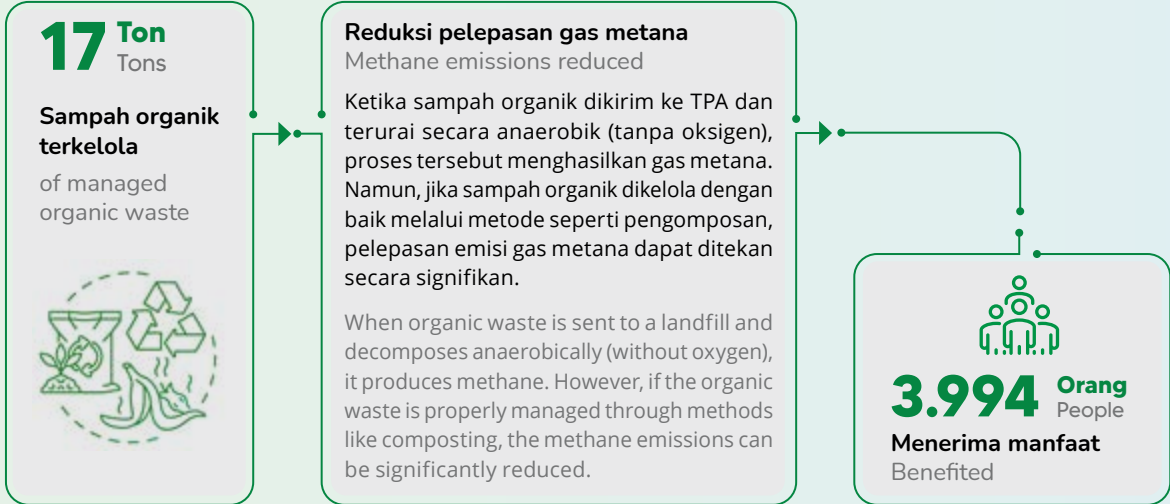 17 Ton
Tons
Sampah organik
terkelola
of managed
organic waste
Reduksi pelepasan gas metana
Methane emissions reduced
Ketika sampah organik dikirim ke TPA dan
terurai secara anaerobik (tanpa oksigen),
proses tersebut menghasilkan gas metana.
Namun, jika sampah organik dikelola dengan
baik melalui metode seperti pengomposan,
pelepasan emisi gas metana dapat ditekan
secara signifikan.
When organic waste is sent to a landfill and
decomposes anaerobically (without oxygen),
it produces methane. However, if the organic
waste is properly managed through methods
like composting, the methane emissions can
be significantly reduced.
3.994 Orang
People
Menerima manfaat
Benefited